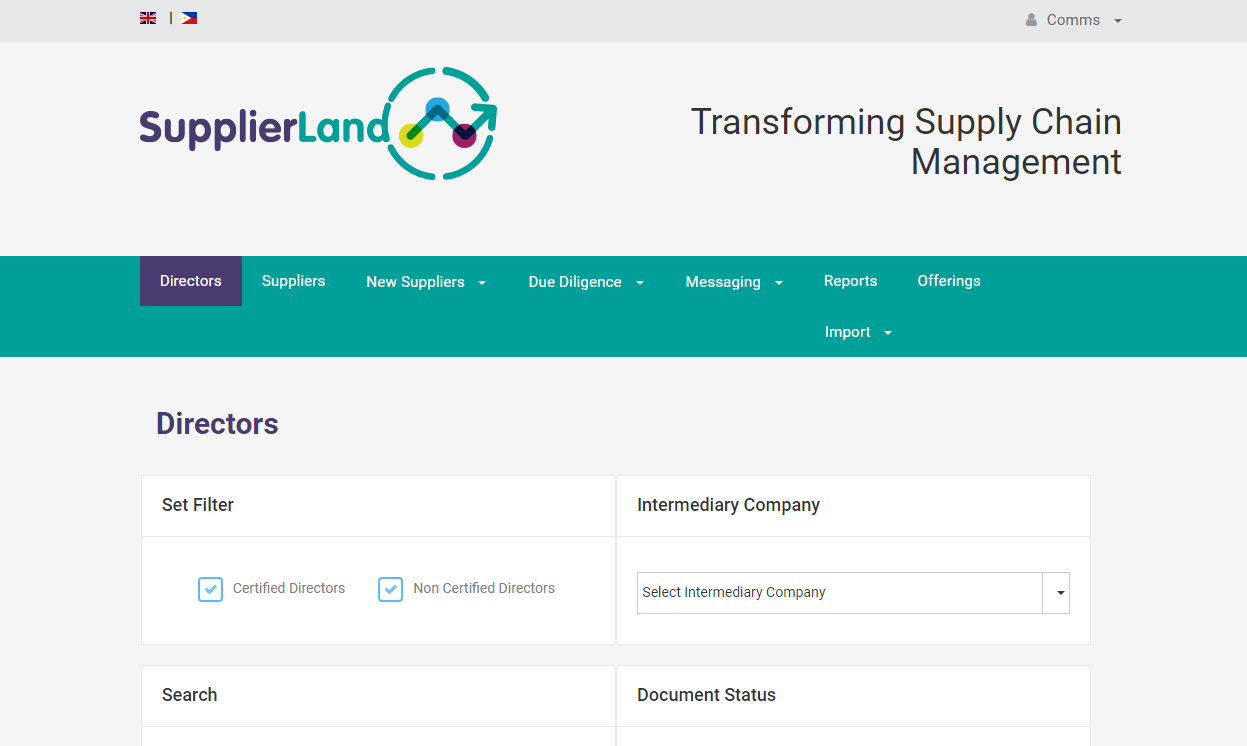 | Comms
SupplierLand
Transforming Supply Chain
Management
Directors Suppliers New Suppliers Due Diligence Messaging Reports Offerings
Import
Directors
Set Filter Intermediary Company
Certified Directors Non Certified Directors Select Intermediary Company
Search Document Status